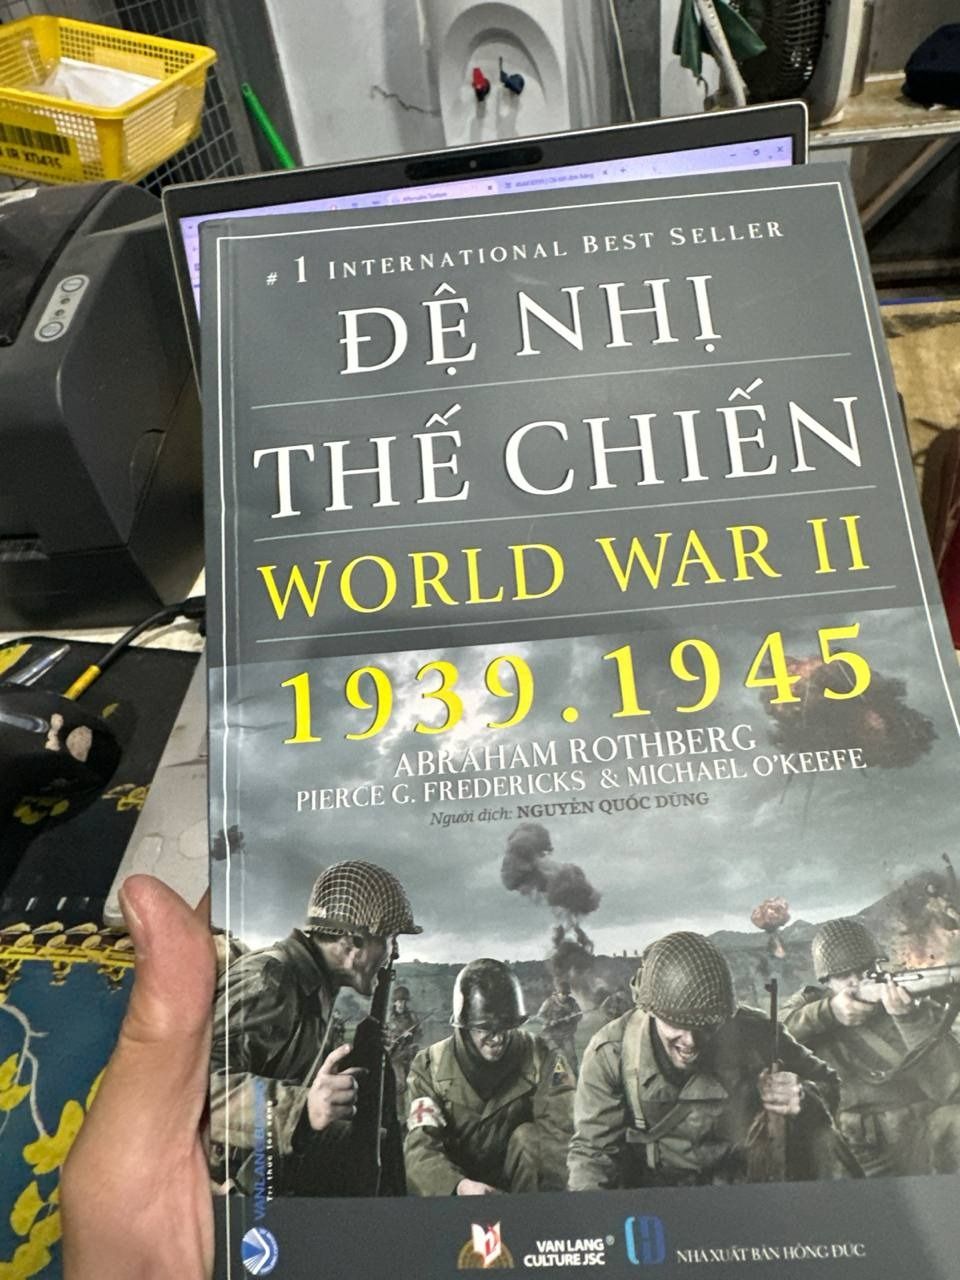 # 1 INTERNATIONAL BEST SELLER
ĐỆ NHỊ
THẾ CHIẾN
WORLD WAR II
1939.1945
ABRAHAM ROTHBERG
PIERCE G. FREDERICKS & MICHAEL O'KEEFE
Người dịch: NGUYỄN QUỐC DŨNG
VAN LANG®
CULTURE JSC
NHÀ XUẤT BẢN HỒNG ĐỨC